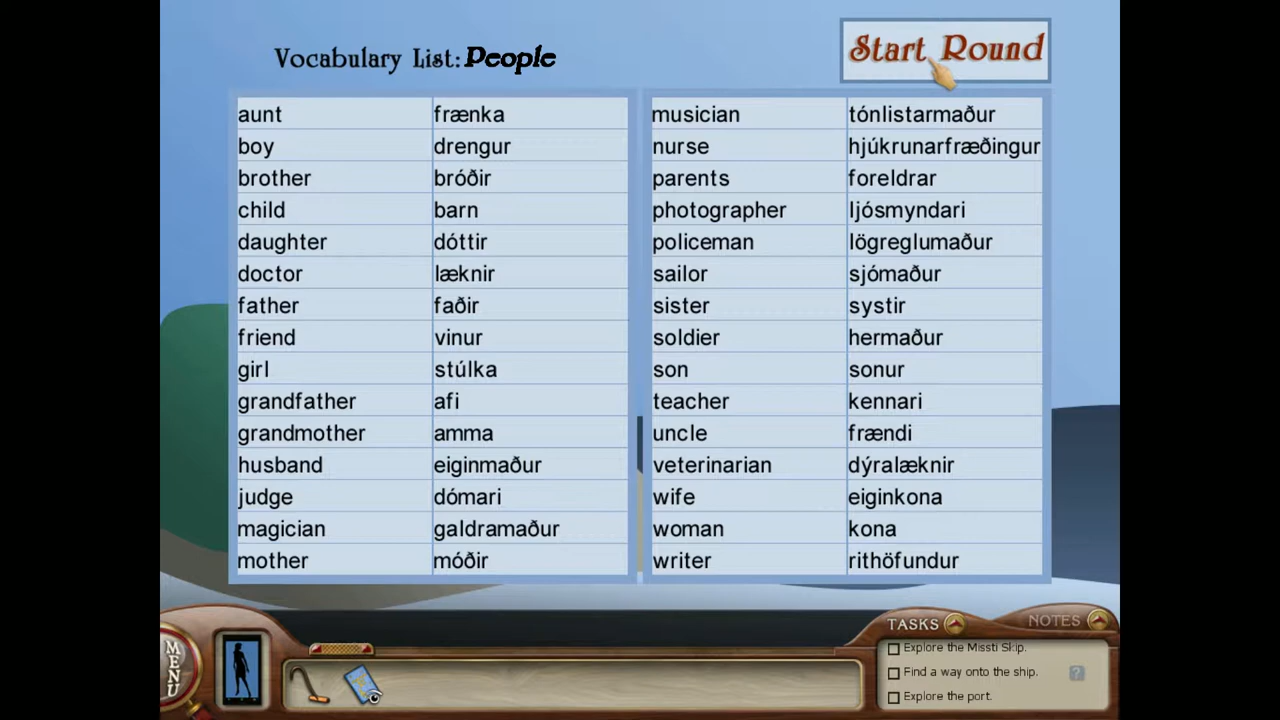 Vocabulary List: People
Start Round
aunt frænka
boy drengur
brother bróðir
child barn
daughter dóttir
doctor læknir
father faðir
friend vinur
girl stúlka
grandfather afi
grandmother amma
husband eiginmaður
judge dómari
magician galdramaður
mother móðir
musician tónlistarmaður
nurse hjúkrunarfræðingur
parents foreldrar
photographer ljósmyndari
policeman lögreglumaður
sailor sjómaður
sister systir
soldier hermaður
son sonur
teacher kennari
uncle frændi
veterinarian dýralæknir
wife eiginkona
woman kona
writer rithöfundur
MENU
TASKS
NOTES
Explore the Missti Skip.
Find a way onto the ship.
?
Explore the port.